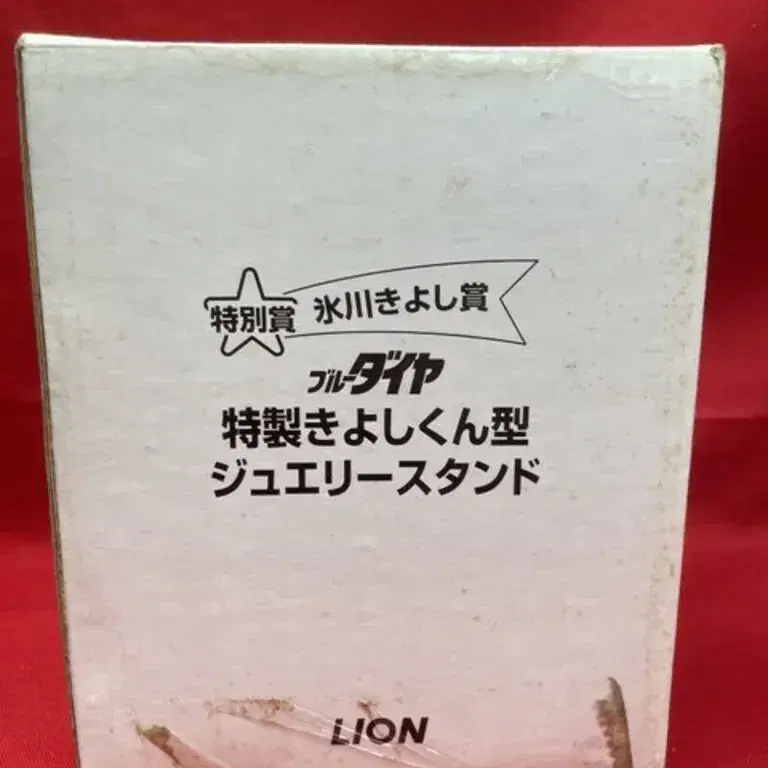 特別賞 氷川きよし賞
ブルーダイヤ
特製きよしくん型
ジュエリースタンド
LION